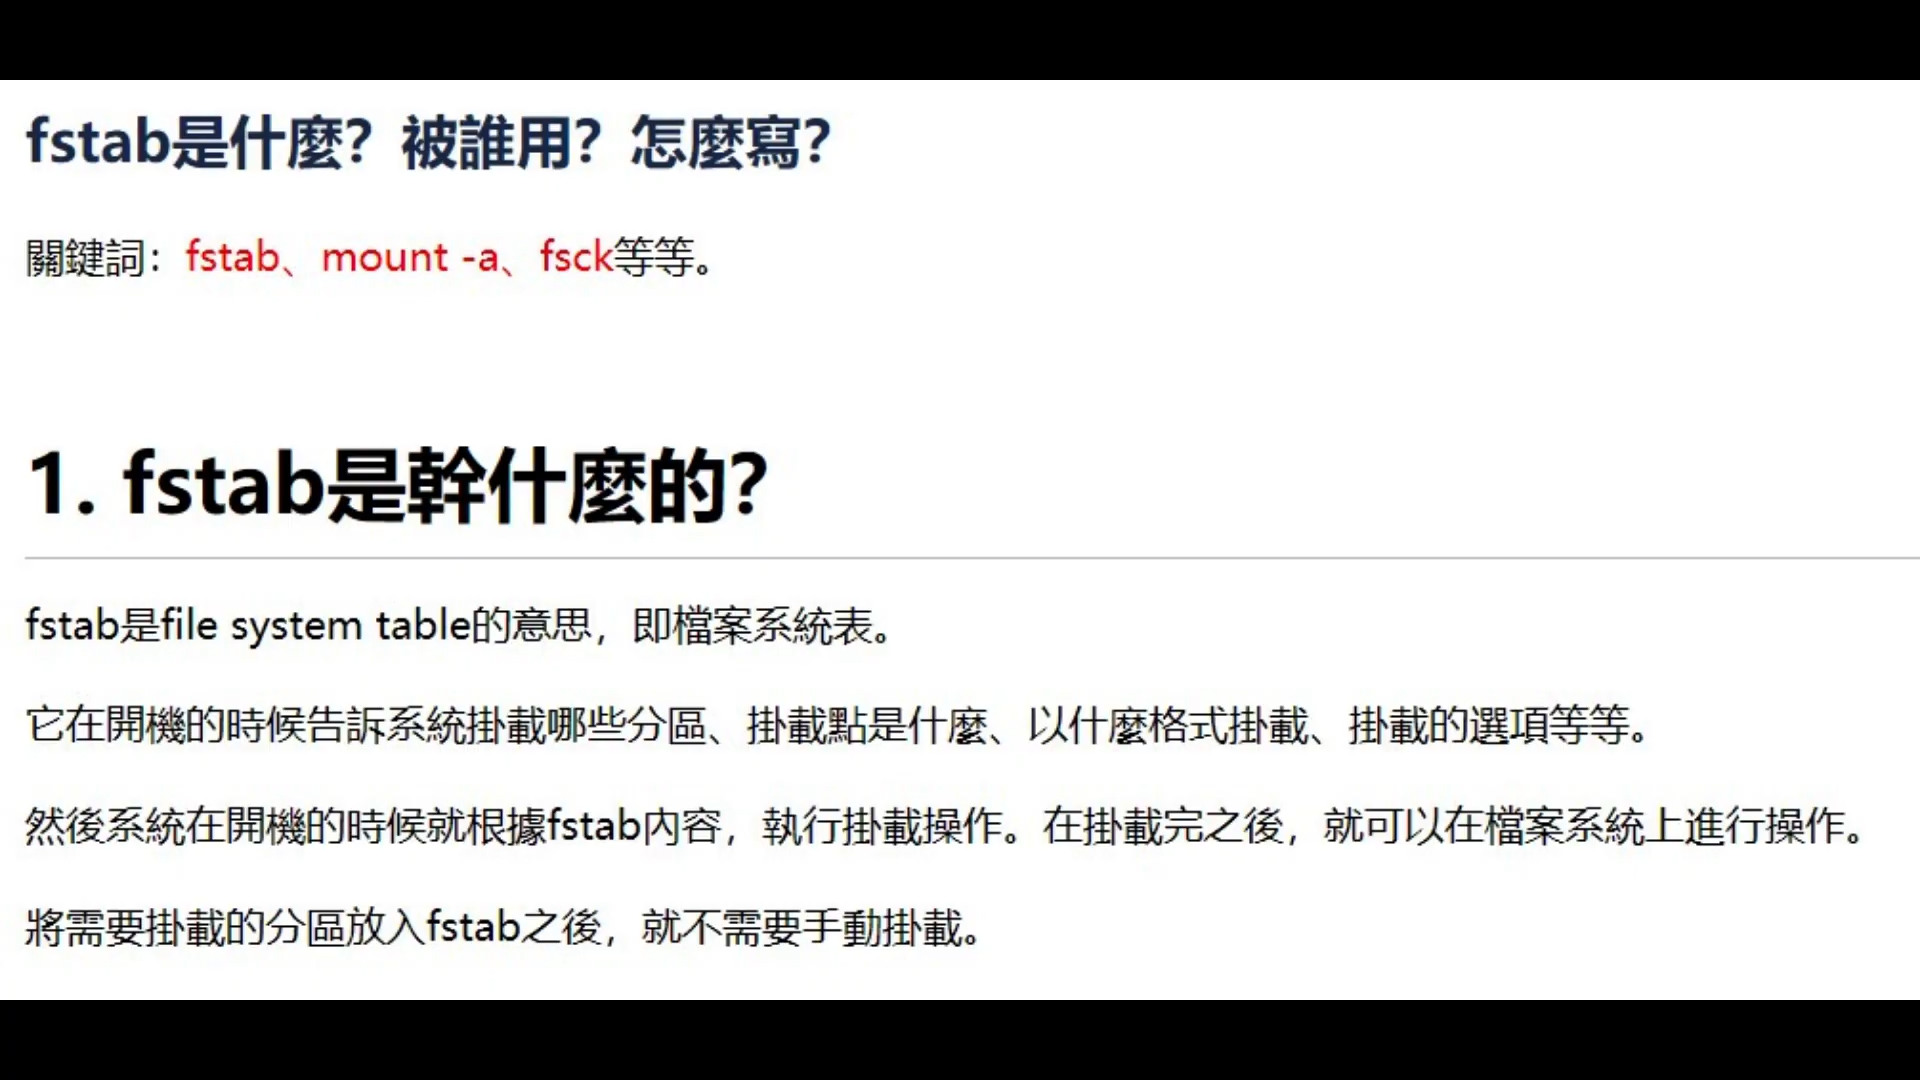 fstab是什麼？被誰用？怎麼寫？
關鍵詞：fstab、mount -a、fsck等等。
1. fstab是幹什麼的？
fstab是file system table的意思，即檔案系統表。
它在開機的時候告訴系統掛載哪些分區、掛載點是什麼、以什麼格式掛載、掛載的選項等等。
然後系統在開機的時候就根據fstab內容，執行掛載操作。在掛載完之後，就可以在檔案系統上進行操作。
將需要掛載的分區放入fstab之後，就不需要手動掛載。